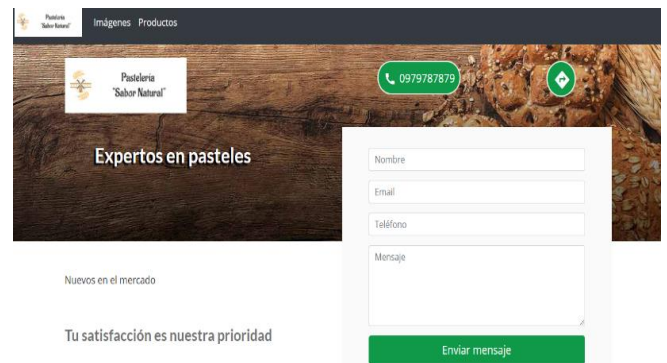 Pastelería
"Sabor Natural"
Imágenes Productos
Pastelería
"Sabor Natural"
0979787879
Expertos en pasteles
Nombre
Email
Teléfono
Mensaje
Enviar mensaje
Nuevos en el mercado
Tu satisfacción es nuestra prioridad